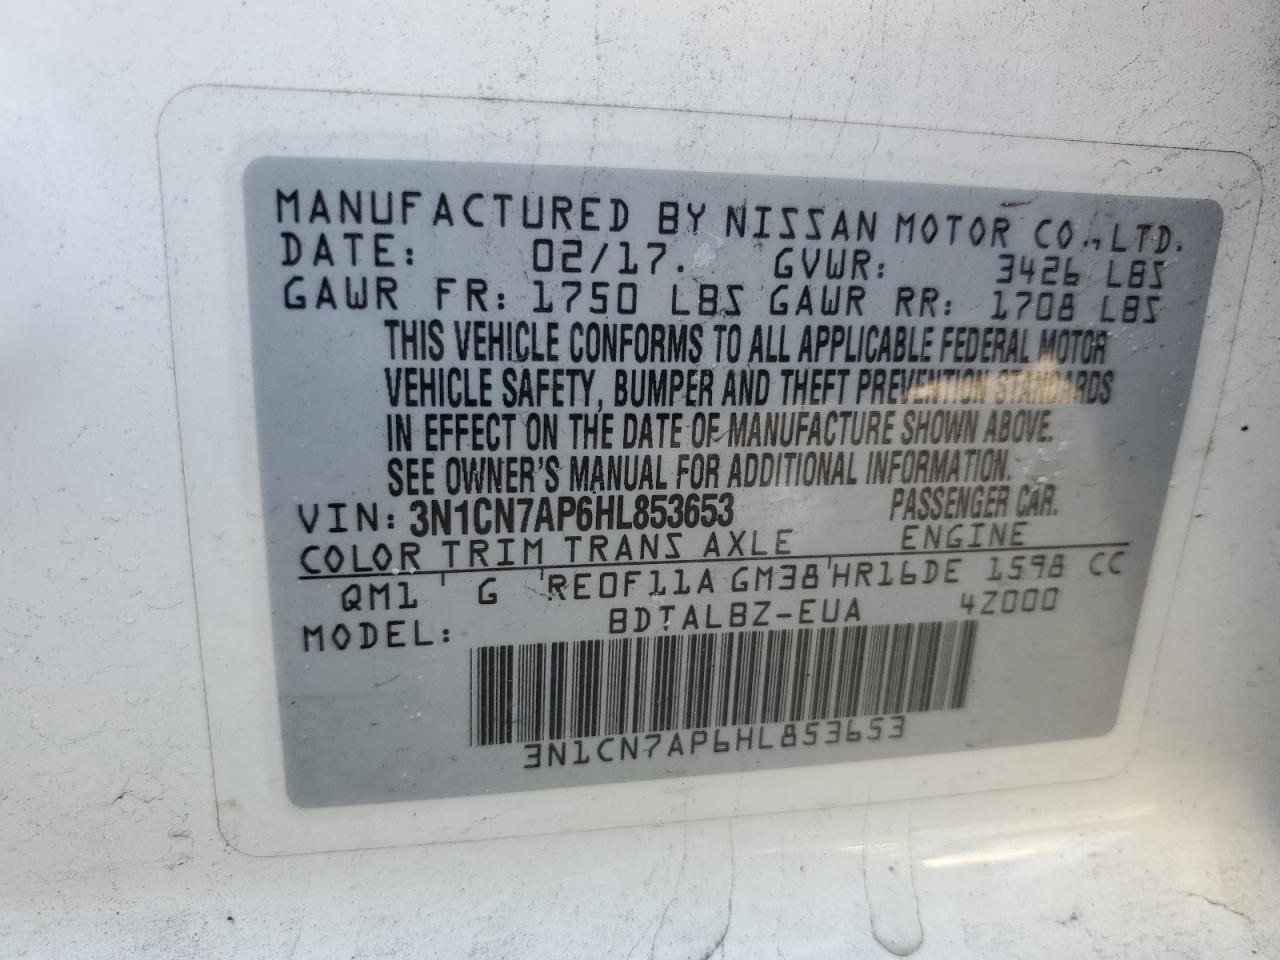 MANUFACTURED BY NISSAN MOTOR CO., LTD.
DATE: 02/17. GVWR: 3426 LBS
GAWR FR: 1750 LBS GAWR RR: 1708 LBS
THIS VEHICLE CONFORMS TO ALL APPLICABLE FEDERAL MOTOR
VEHICLE SAFETY, BUMPER AND THEFT PREVENTION STANDARDS
IN EFFECT ON THE DATE OF MANUFACTURE SHOWN ABOVE.
SEE OWNER'S MANUAL FOR ADDITIONAL INFORMATION.
VIN: 3N1CN7AP6HL853653 PASSENGER CAR.
COLOR TRIM TRANS AXLE ENGINE
QM1 G RE0F11A GM38 HR16DE 1598 CC
MODEL: BDTALBZ-EUA 4Z000
3N1CN7AP6HL853653